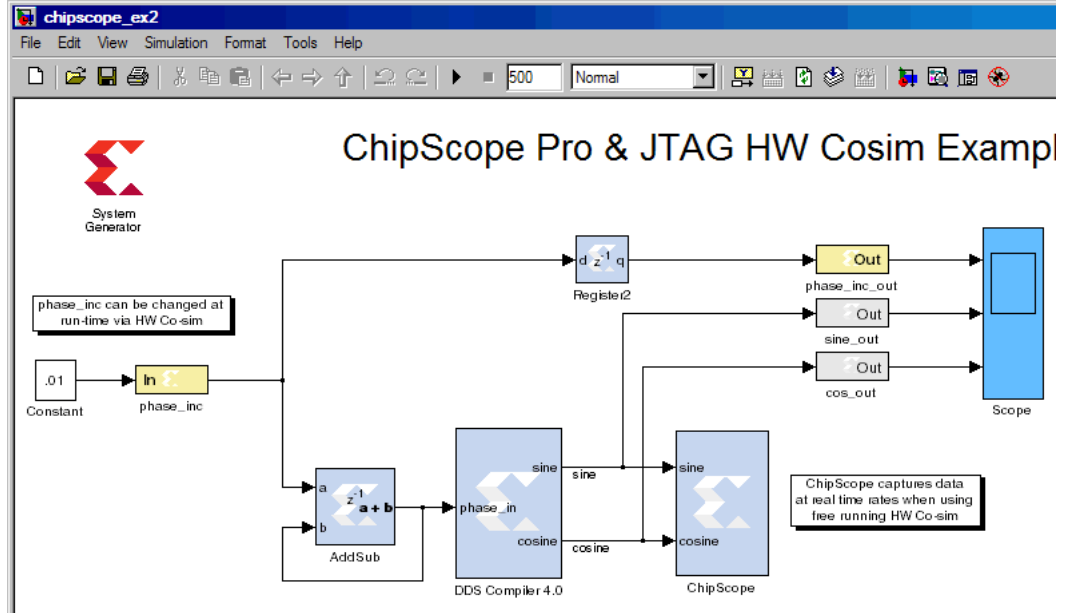 chipscope_ex2
File Edit View Simulation Format Tools Help
500 Normal
ChipScope Pro & JTAG HW Cosim Exampl
System
Generator
d z-1 q
Register2
Out
phase_inc_out
Out
sine_out
Out
cos_out
Scope
phase_inc can be changed at
run-time via HW Co-sim
.01
Constant
In
phase_inc
a
b
z-1
a + b
AddSub
phase_in
sine
cosine
DDS Compiler 4.0
sine
cosine
sine
cosine
ChipScope
ChipScope captures data
at real time rates when using
free running HW Co-sim